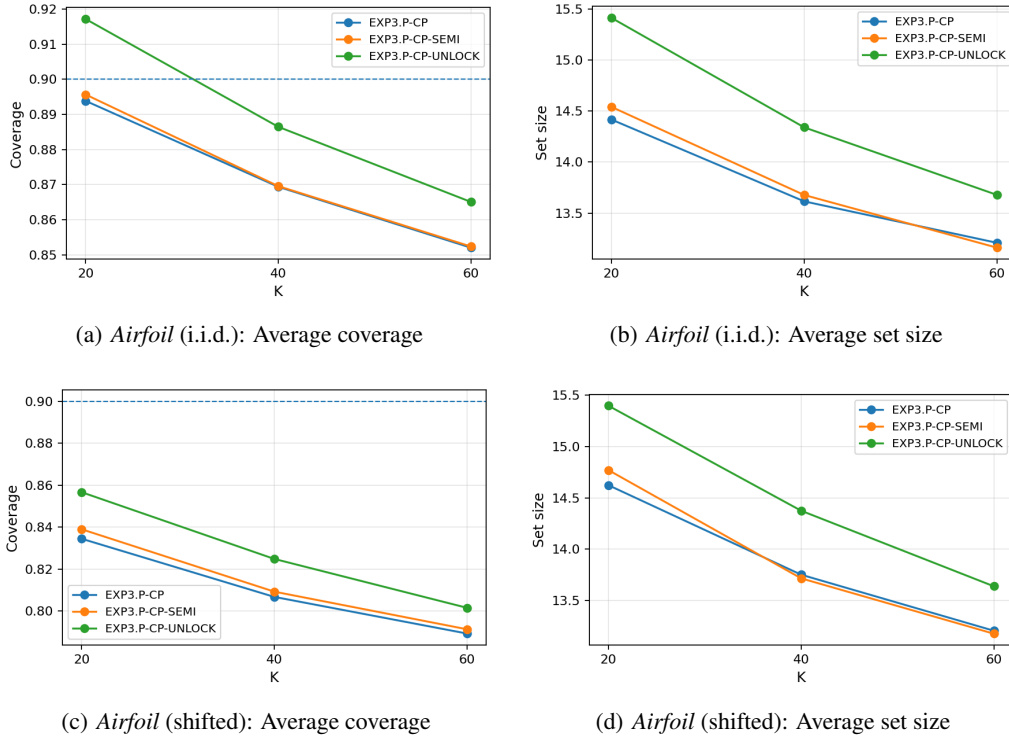 0.92
0.91
0.90
0.89
0.88
0.87
0.86
0.85
Coverage
20 40 60
K
EXP3.P-CP
EXP3.P-CP-SEMI
EXP3.P-CP-UNLOCK
(a) Airfoil (i.i.d.): Average coverage
15.5
15.0
14.5
14.0
13.5
Set size
20 40 60
K
EXP3.P-CP
EXP3.P-CP-SEMI
EXP3.P-CP-UNLOCK
(b) Airfoil (i.i.d.): Average set size
0.90
0.88
0.86
0.84
0.82
0.80
Coverage
EXP3.P-CP
EXP3.P-CP-SEMI
EXP3.P-CP-UNLOCK
20 40 60
K
(c) Airfoil (shifted): Average coverage
15.5
15.0
14.5
14.0
13.5
Set size
EXP3.P-CP
EXP3.P-CP-SEMI
EXP3.P-CP-UNLOCK
20 40 60
K
(d) Airfoil (shifted): Average set size